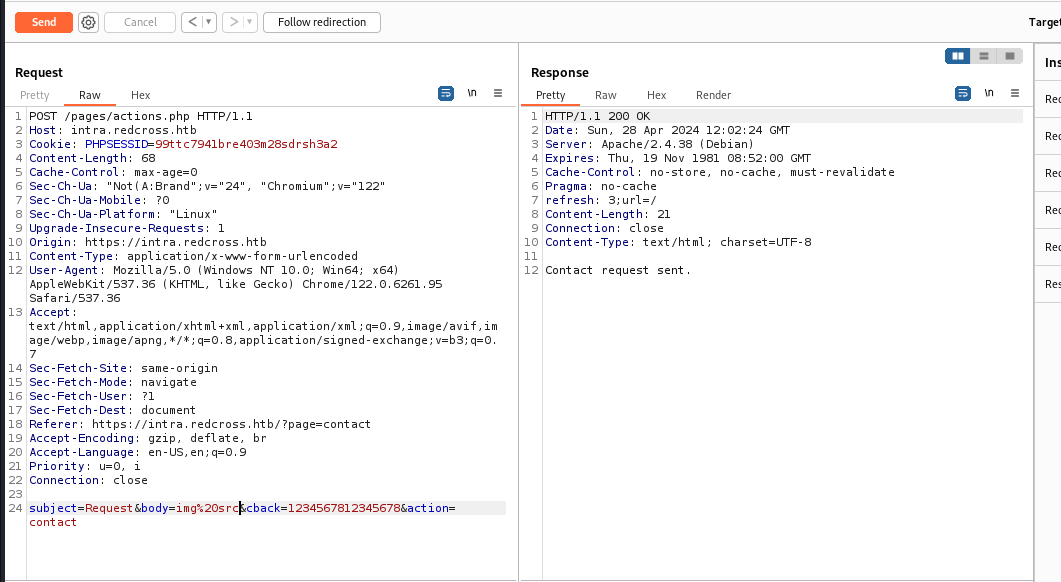 Send
Cancel
<
>
Follow redirection
Target
Request
Pretty
Raw
Hex
\n
1 POST /pages/actions.php HTTP/1.1
2 Host: intra.redcross.htb
3 Cookie: PHPSESSID=99ttc7941bre403m28sdrsh3a2
4 Content-Length: 68
5 Cache-Control: max-age=0
6 Sec-Ch-Ua: "Not(A:Brand";v="24", "Chromium";v="122"
7 Sec-Ch-Ua-Mobile: ?0
8 Sec-Ch-Ua-Platform: "Linux"
9 Upgrade-Insecure-Requests: 1
10 Origin: https://intra.redcross.htb
11 Content-Type: application/x-www-form-urlencoded
12 User-Agent: Mozilla/5.0 (Windows NT 10.0; Win64; x64)
AppleWebKit/537.36 (KHTML, like Gecko) Chrome/122.0.6261.95
Safari/537.36
13 Accept:
text/html,application/xhtml+xml,application/xml;q=0.9,image/avif,im
age/webp,image/apng,*/*;q=0.8,application/signed-exchange;v=b3;q=0.
7
14 Sec-Fetch-Site: same-origin
15 Sec-Fetch-Mode: navigate
16 Sec-Fetch-User: ?1
17 Sec-Fetch-Dest: document
18 Referer: https://intra.redcross.htb/?page=contact
19 Accept-Encoding: gzip, deflate, br
20 Accept-Language: en-US,en;q=0.9
21 Priority: u=0, i
22 Connection: close
23
24 subject=Request&body=img%20src&cback=1234567812345678&action=
contact
Response
Pretty
Raw
Hex
Render
\n
1 HTTP/1.1 200 OK
2 Date: Sun, 28 Apr 2024 12:02:24 GMT
3 Server: Apache/2.4.38 (Debian)
4 Expires: Thu, 19 Nov 1981 08:52:00 GMT
5 Cache-Control: no-store, no-cache, must-revalidate
6 Pragma: no-cache
7 refresh: 3;url=/
8 Content-Length: 21
9 Connection: close
10 Content-Type: text/html; charset=UTF-8
11
12 Contact request sent.
Ins
Rec
Rec
Rec
Rec
Rec
Res